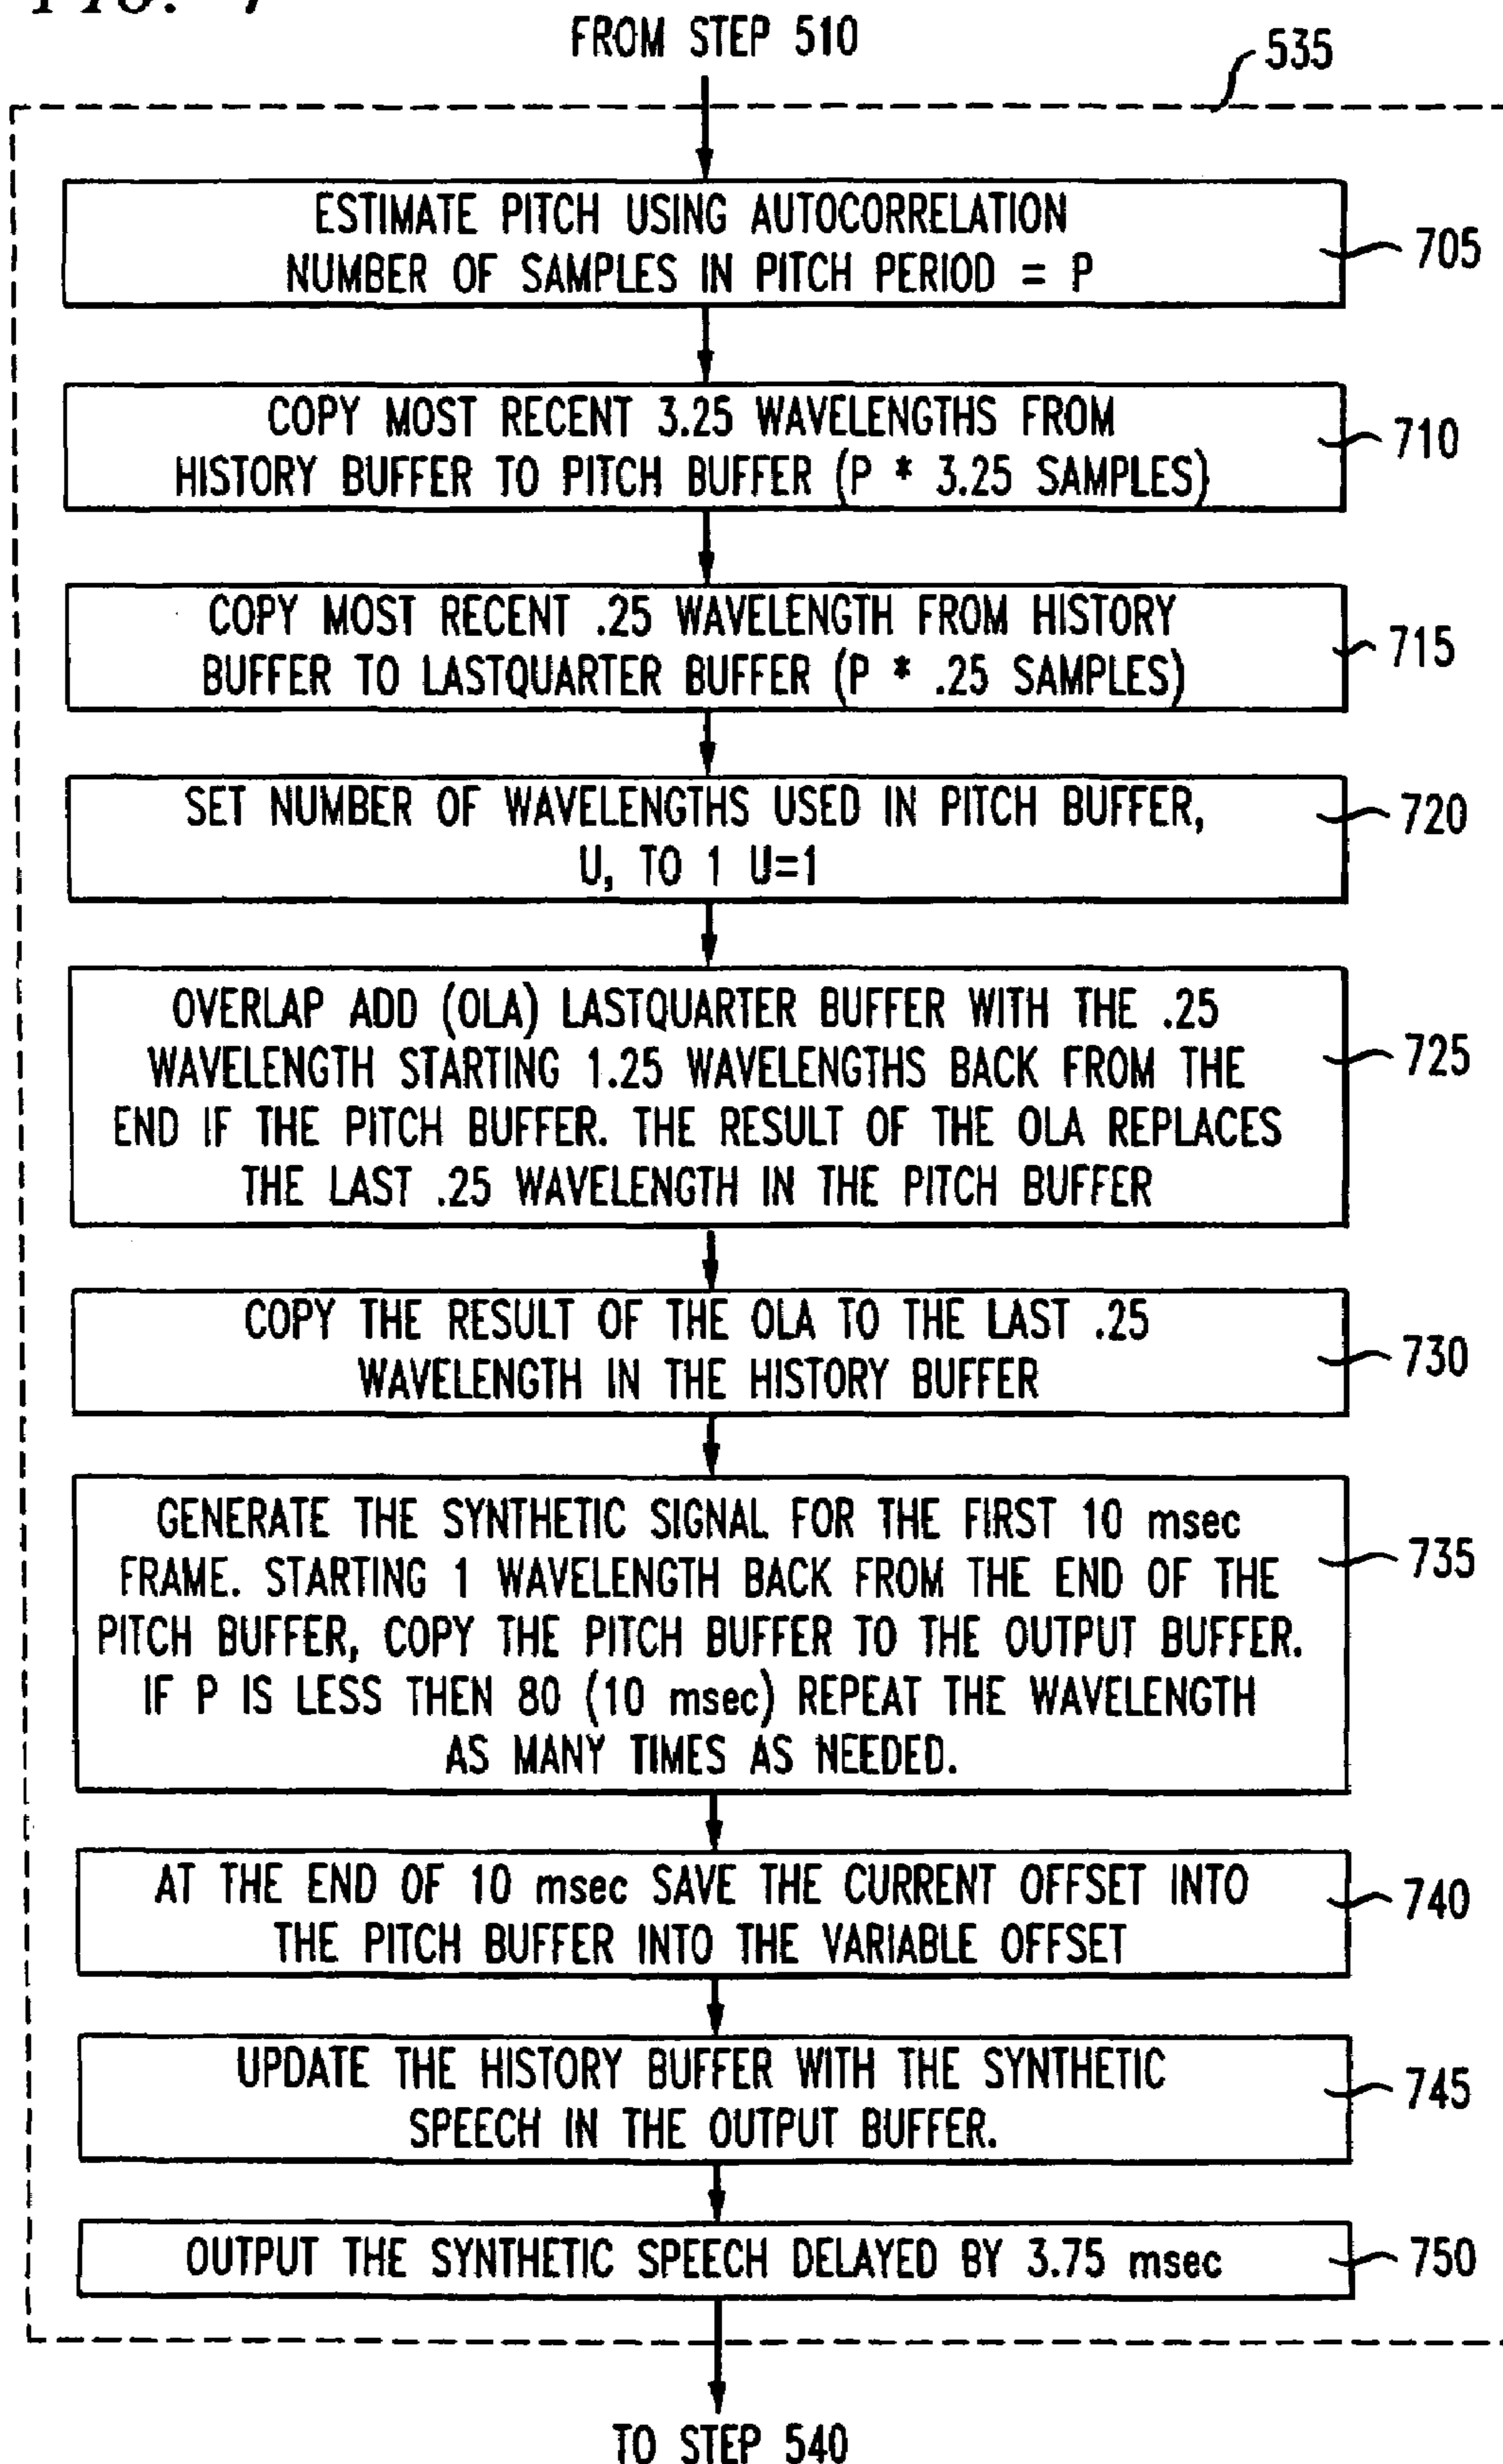 FIG. 7
FROM STEP 510
535
ESTIMATE PITCH USING AUTOCORRELATION
NUMBER OF SAMPLES IN PITCH PERIOD = P
705
COPY MOST RECENT 3.25 WAVELENGTHS FROM
HISTORY BUFFER TO PITCH BUFFER (P * 3.25 SAMPLES)
710
COPY MOST RECENT .25 WAVELENGTH FROM HISTORY
BUFFER TO LASTQUARTER BUFFER (P * .25 SAMPLES)
715
SET NUMBER OF WAVELENGTHS USED IN PITCH BUFFER,
U, TO 1 U=1
720
OVERLAP ADD (OLA) LASTQUARTER BUFFER WITH THE .25
WAVELENGTH STARTING 1.25 WAVELENGTHS BACK FROM THE
END IF THE PITCH BUFFER. THE RESULT OF THE OLA REPLACES
THE LAST .25 WAVELENGTH IN THE PITCH BUFFER
725
COPY THE RESULT OF THE OLA TO THE LAST .25
WAVELENGTH IN THE HISTORY BUFFER
730
GENERATE THE SYNTHETIC SIGNAL FOR THE FIRST 10 msec
FRAME. STARTING 1 WAVELENGTH BACK FROM THE END OF THE
PITCH BUFFER, COPY THE PITCH BUFFER TO THE OUTPUT BUFFER.
IF P IS LESS THEN 80 (10 msec) REPEAT THE WAVELENGTH
AS MANY TIMES AS NEEDED.
735
AT THE END OF 10 msec SAVE THE CURRENT OFFSET INTO
THE PITCH BUFFER INTO THE VARIABLE OFFSET
740
UPDATE THE HISTORY BUFFER WITH THE SYNTHETIC
SPEECH IN THE OUTPUT BUFFER.
745
OUTPUT THE SYNTHETIC SPEECH DELAYED BY 3.75 msec
750
TO STEP 540